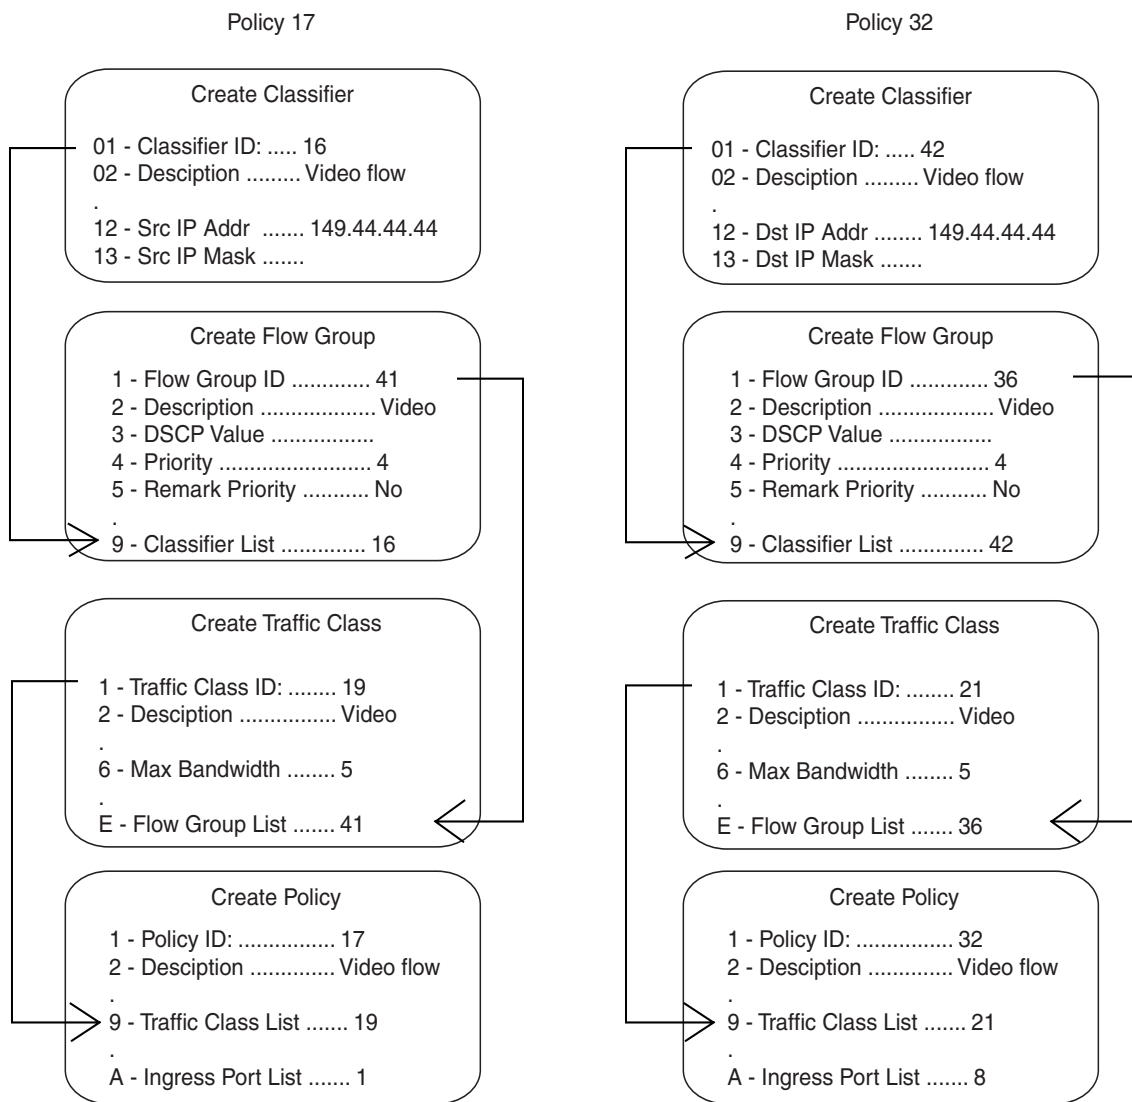 Policy 17
Create Classifier
01 - Classifier ID: ..... 16
02 - Desciption ......... Video flow
.
12 - Src IP Addr ....... 149.44.44.44
13 - Src IP Mask .......
Create Flow Group
1 - Flow Group ID ............. 41
2 - Description .................... Video
3 - DSCP Value .................
4 - Priority .......................... 4
5 - Remark Priority ........... No
.
9 - Classifier List .............. 16
Create Traffic Class
1 - Traffic Class ID: ........ 19
2 - Desciption ................ Video
.
6 - Max Bandwidth ........ 5
.
E - Flow Group List ....... 41
Create Policy
1 - Policy ID: ................ 17
2 - Desciption .............. Video flow
.
9 - Traffic Class List ....... 19
.
A - Ingress Port List ....... 1
Policy 32
Create Classifier
01 - Classifier ID: ..... 42
02 - Desciption ......... Video flow
.
12 - Dst IP Addr ........ 149.44.44.44
13 - Dst IP Mask .......
Create Flow Group
1 - Flow Group ID ............. 36
2 - Description .................... Video
3 - DSCP Value .................
4 - Priority .......................... 4
5 - Remark Priority ........... No
.
9 - Classifier List .............. 42
Create Traffic Class
1 - Traffic Class ID: ........ 21
2 - Desciption ................ Video
.
6 - Max Bandwidth ........ 5
.
E - Flow Group List ....... 36
Create Policy
1 - Policy ID: ................ 32
2 - Desciption .............. Video flow
.
9 - Traffic Class List ....... 21
.
A - Ingress Port List ....... 8